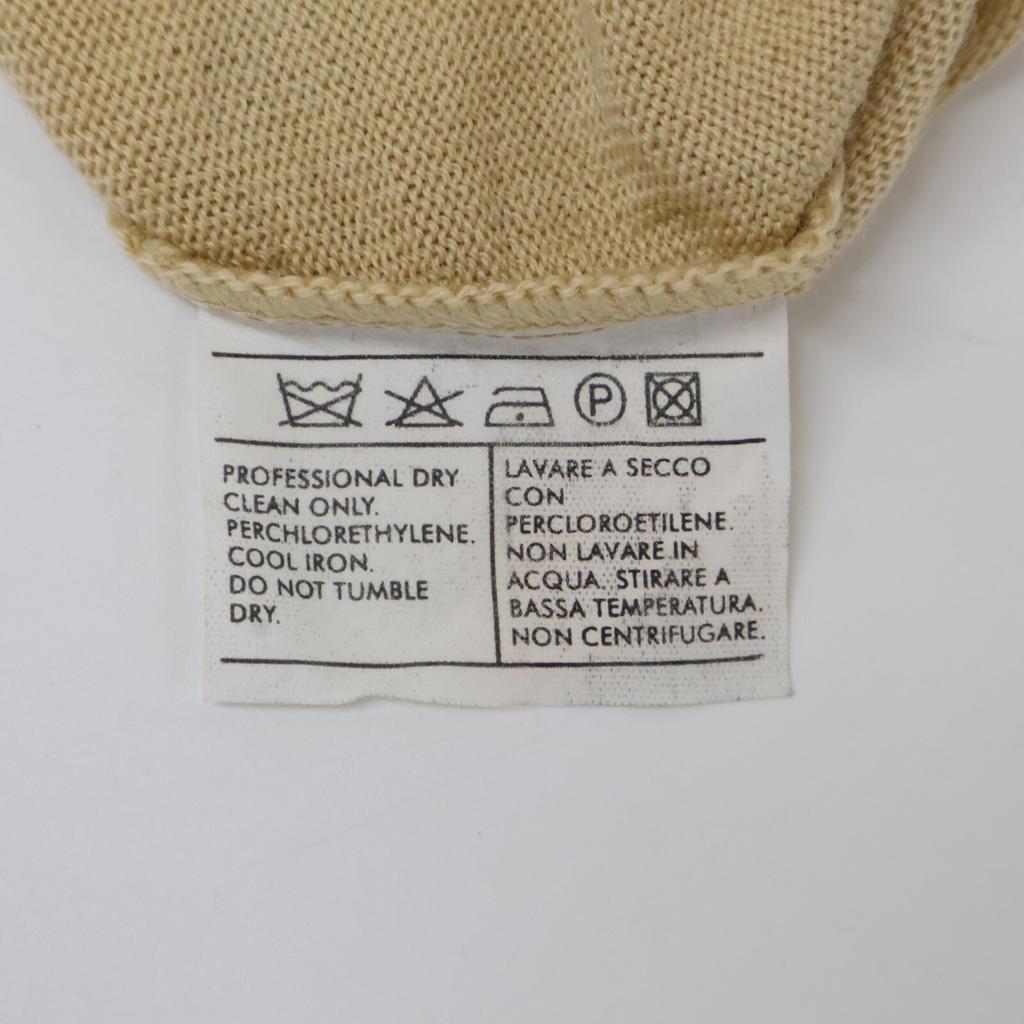 P
PROFESSIONAL DRY
CLEAN ONLY.
PERCHLORETHYLENE.
COOL IRON.
DO NOT TUMBLE
DRY.
LAVARE A SECCO
CON
PERCLOROETILENE.
NON LAVARE IN
ACQUA. STIRARE A
BASSA TEMPERATURA.
NON CENTRIFUGARE.